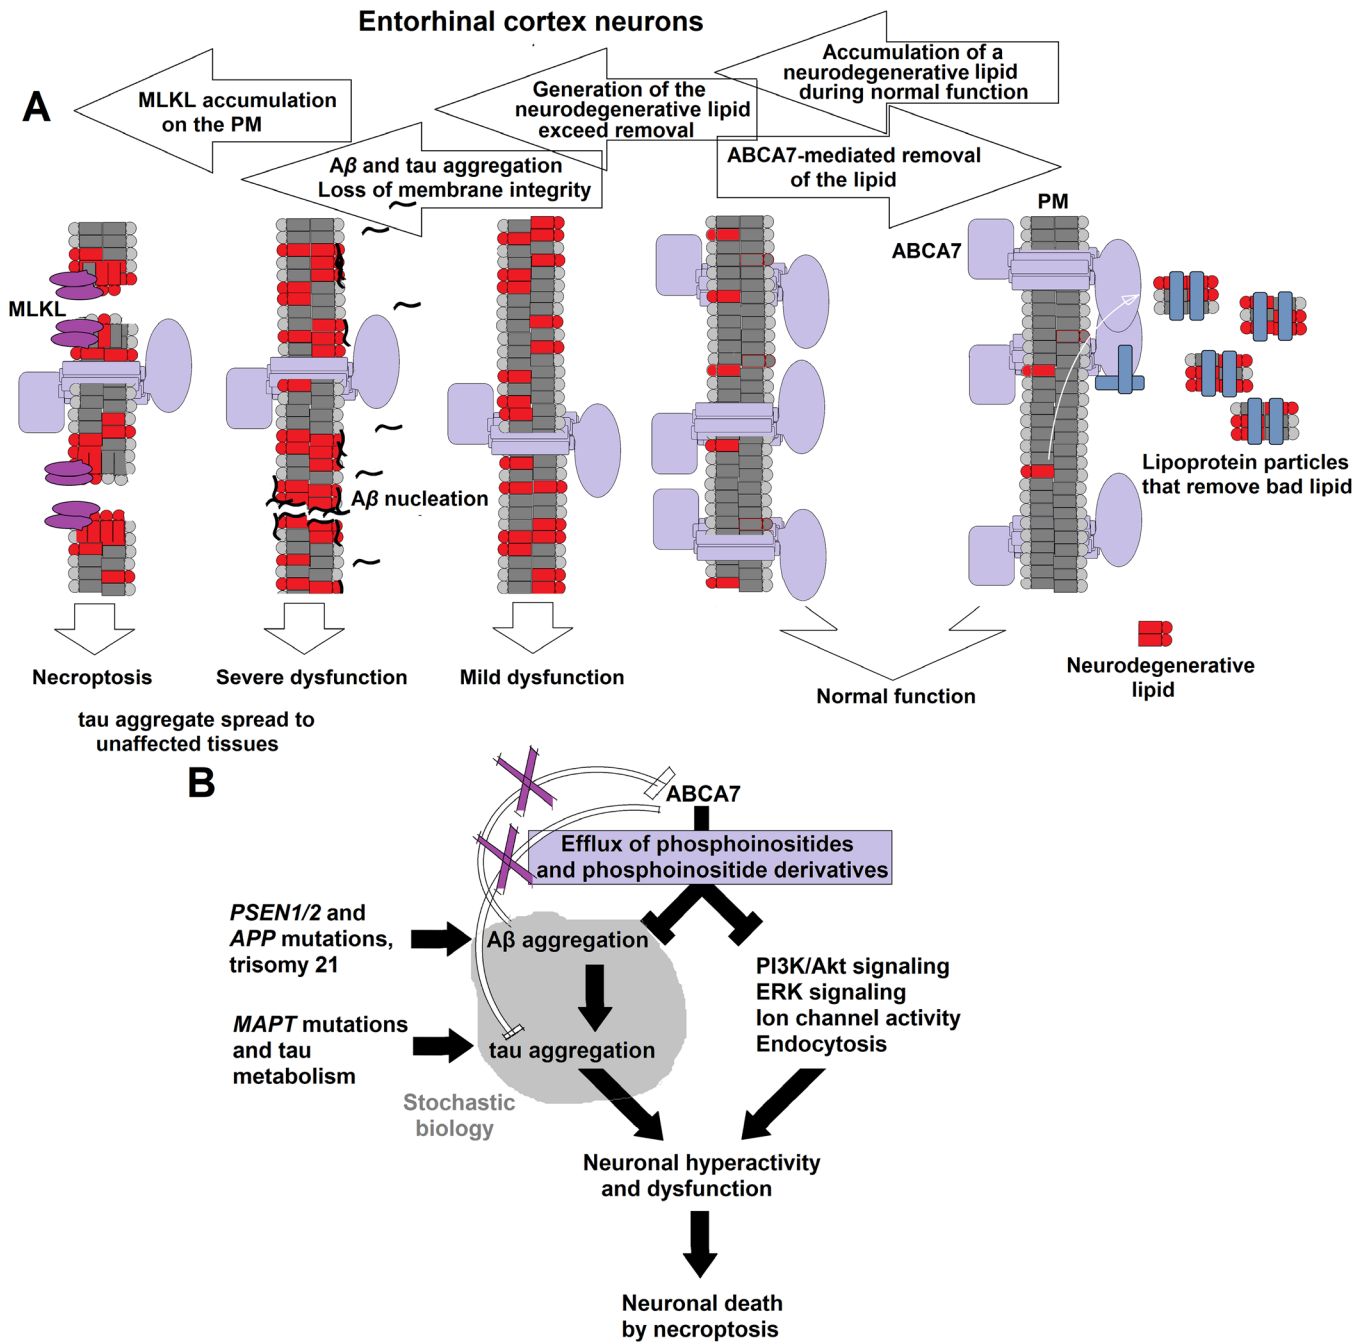 Entorhinal cortex neurons
A
MLKL accumulation
on the PM
Generation of the
neurodegenerative lipid
exceed removal
Accumulation of a
neurodegenerative lipid
during normal function
Aβ and tau aggregation
Loss of membrane integrity
ABCA7-mediated removal
of the lipid
PM
ABCA7
MLKL
Aβ nucleation
Lipoprotein particles
that remove bad lipid
Necroptosis
Severe dysfunction
Mild dysfunction
Normal function
Neurodegenerative
lipid
tau aggregate spread to
unaffected tissues
B
ABCA7
Efflux of phosphoinositides
and phosphoinositide derivatives
PSEN1/2 and
APP mutations,
trisomy 21
Aβ aggregation
PI3K/Akt signaling
ERK signaling
Ion channel activity
Endocytosis
MAPT mutations
and tau
metabolism
tau aggregation
Stochastic
biology
Neuronal hyperactivity
and dysfunction
Neuronal death
by necroptosis